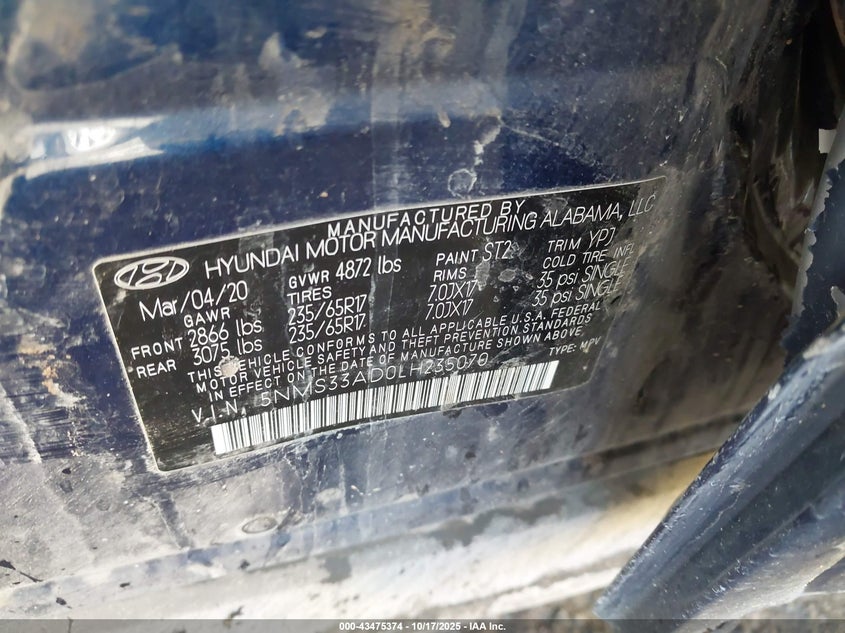 MANUFACTURED BY
HYUNDAI MOTOR MANUFACTURING ALABAMA, LLC
Mar/04/20 GVWR 4872 lbs PAINT ST2 TRIM YPJ
GAWR TIRES RIMS COLD TIRE INFL
FRONT 2866 lbs 235/65R17 7.0JX17 35 psi SINGLE
REAR 3075 lbs 235/65R17 7.0JX17 35 psi SINGLE
THIS VEHICLE CONFORMS TO ALL APPLICABLE U.S.A. FEDERAL
MOTOR VEHICLE SAFETY AND THEFT PREVENTION STANDARDS
IN EFFECT ON THE DATE OF MANUFACTURE SHOWN ABOVE.
V.I.N. 5NMS33AD0LH235070 TYPE: MPV
000-43475374 - 10/17/2025 - IAA Inc.